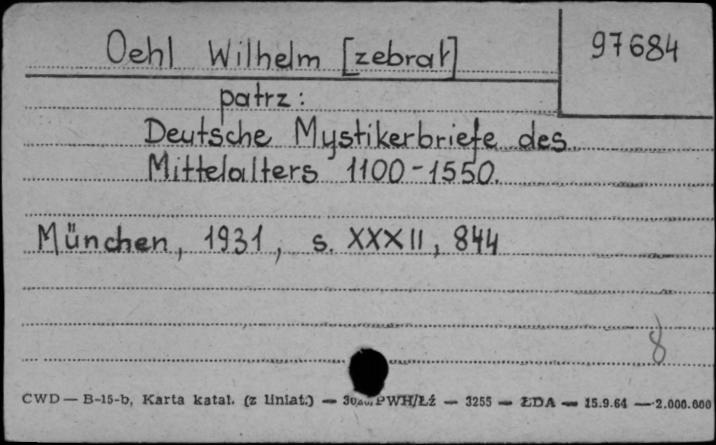 Oehl Wilhelm [zebrał]
97684
patrz:
Deutsche Mystikerbriefe des
Mittelalters 1100-1550.
München, 1931, s. XXXII, 844
8
CWD — B-15-b, Karta katal. (z liniat.) — PWH/Łź — 3255 — ŁDA — 15.9.64 — 2.000.000